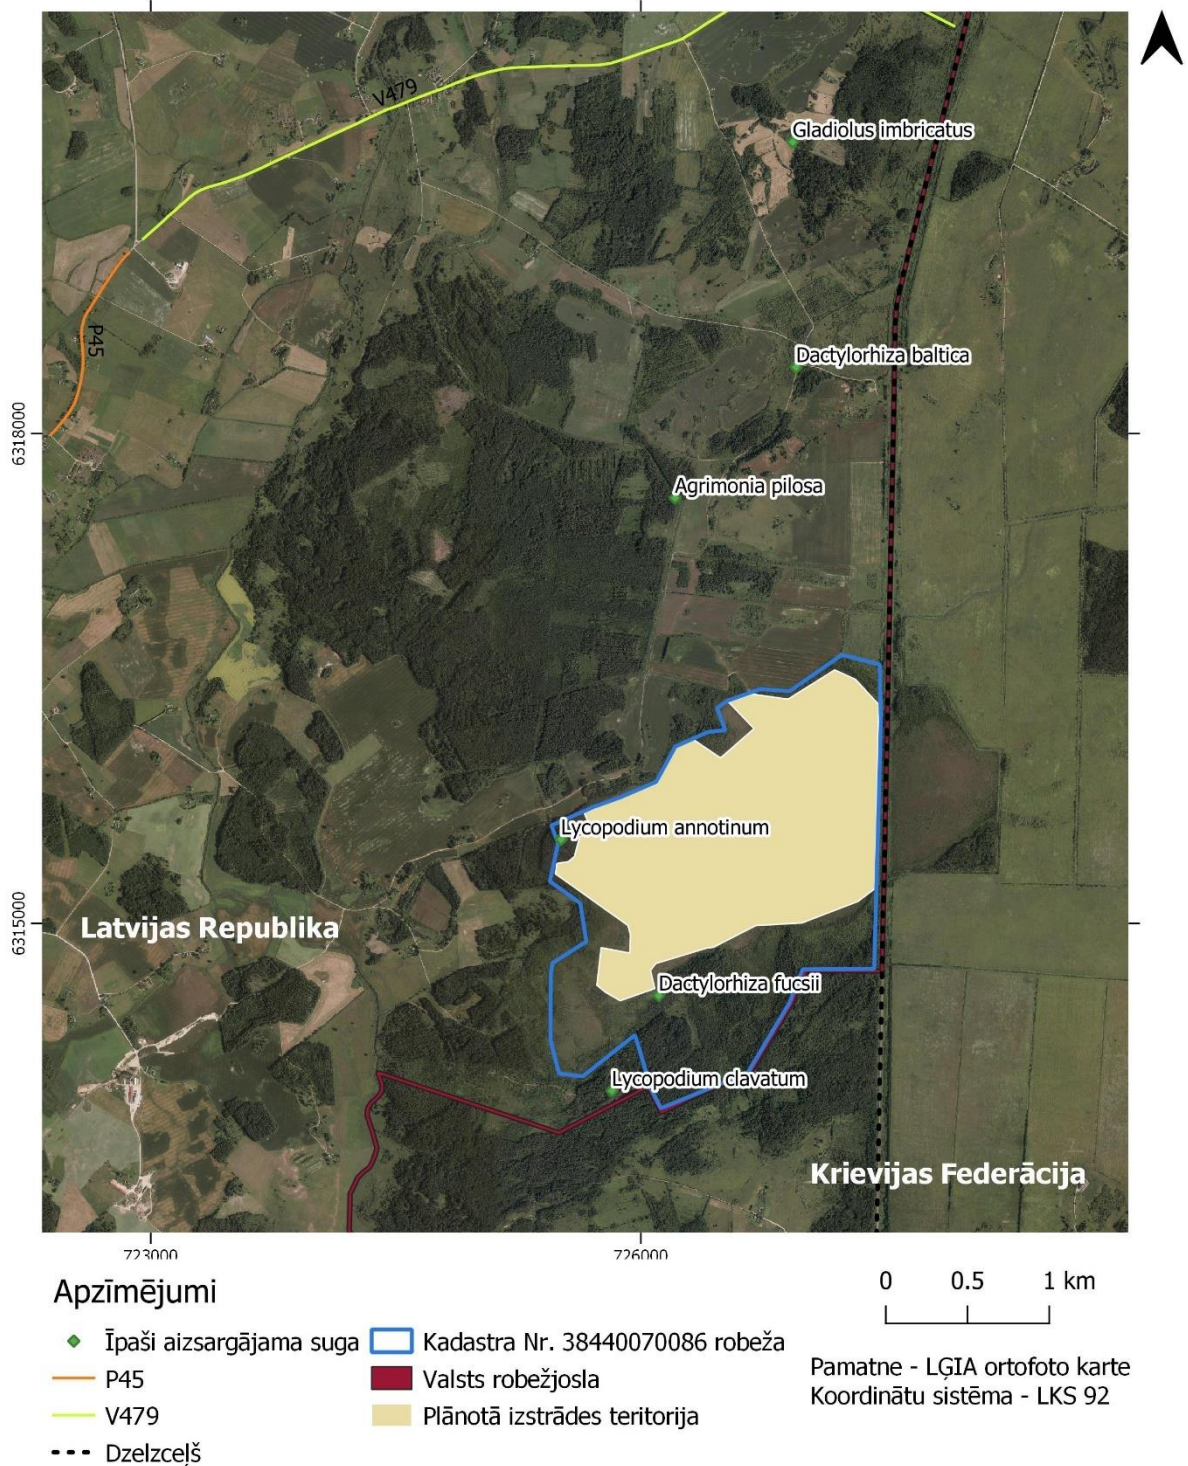 V479
Gladiolus imbricatus
P45
Dactylorhiza baltica
6318000
Agrimonia pilosa
Lycopodium annotinum
6315000
Latvijas Republika
Dactylorhiza fucsii
Lycopodium clavatum
Krievijas Federācija
723000
726000
Apzīmējumi
Īpaši aizsargājama suga
P45
V479
Dzelzceļš
Kadastra Nr. 38440070086 robeža
Valsts robežjosla
Plānotā izstrādes teritorija
0 0.5 1 km
Pamatne - LĢIA ortofoto karte
Koordinātu sistēma - LKS 92